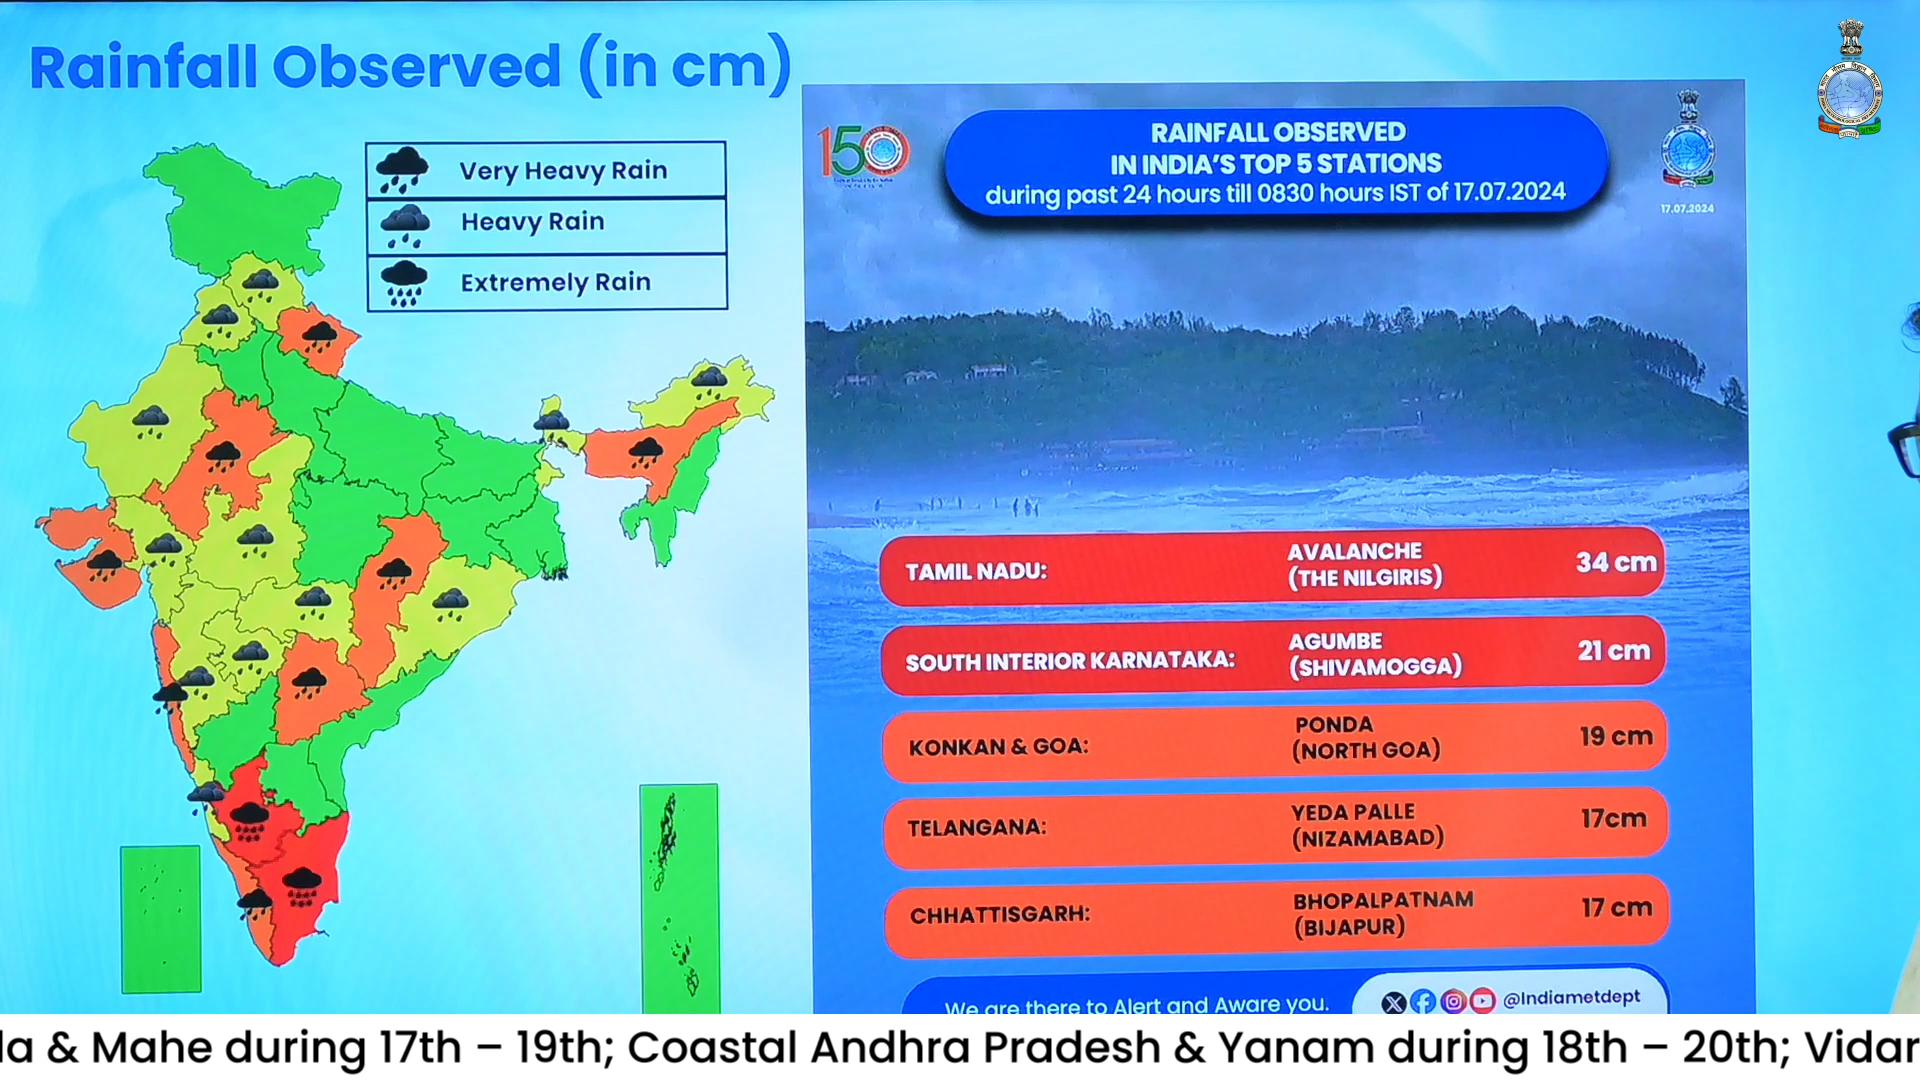 Rainfall Observed (in cm)
Very Heavy Rain
Heavy Rain
Extremely Rain
150
RAINFALL OBSERVED
IN INDIA'S TOP 5 STATIONS
during past 24 hours till 0830 hours IST of 17.07.2024
17.07.2024
TAMIL NADU: AVALANCHE (THE NILGIRIS) 34 cm
SOUTH INTERIOR KARNATAKA: AGUMBE (SHIVAMOGGA) 21 cm
KONKAN & GOA: PONDA (NORTH GOA) 19 cm
TELANGANA: YEDA PALLE (NIZAMABAD) 17cm
CHHATTISGARH: BHOPALPATNAM (BIJAPUR) 17 cm
We are there to Alert and Aware you. @Indiametdept
la & Mahe during 17th – 19th; Coastal Andhra Pradesh & Yanam during 18th – 20th; Vidar